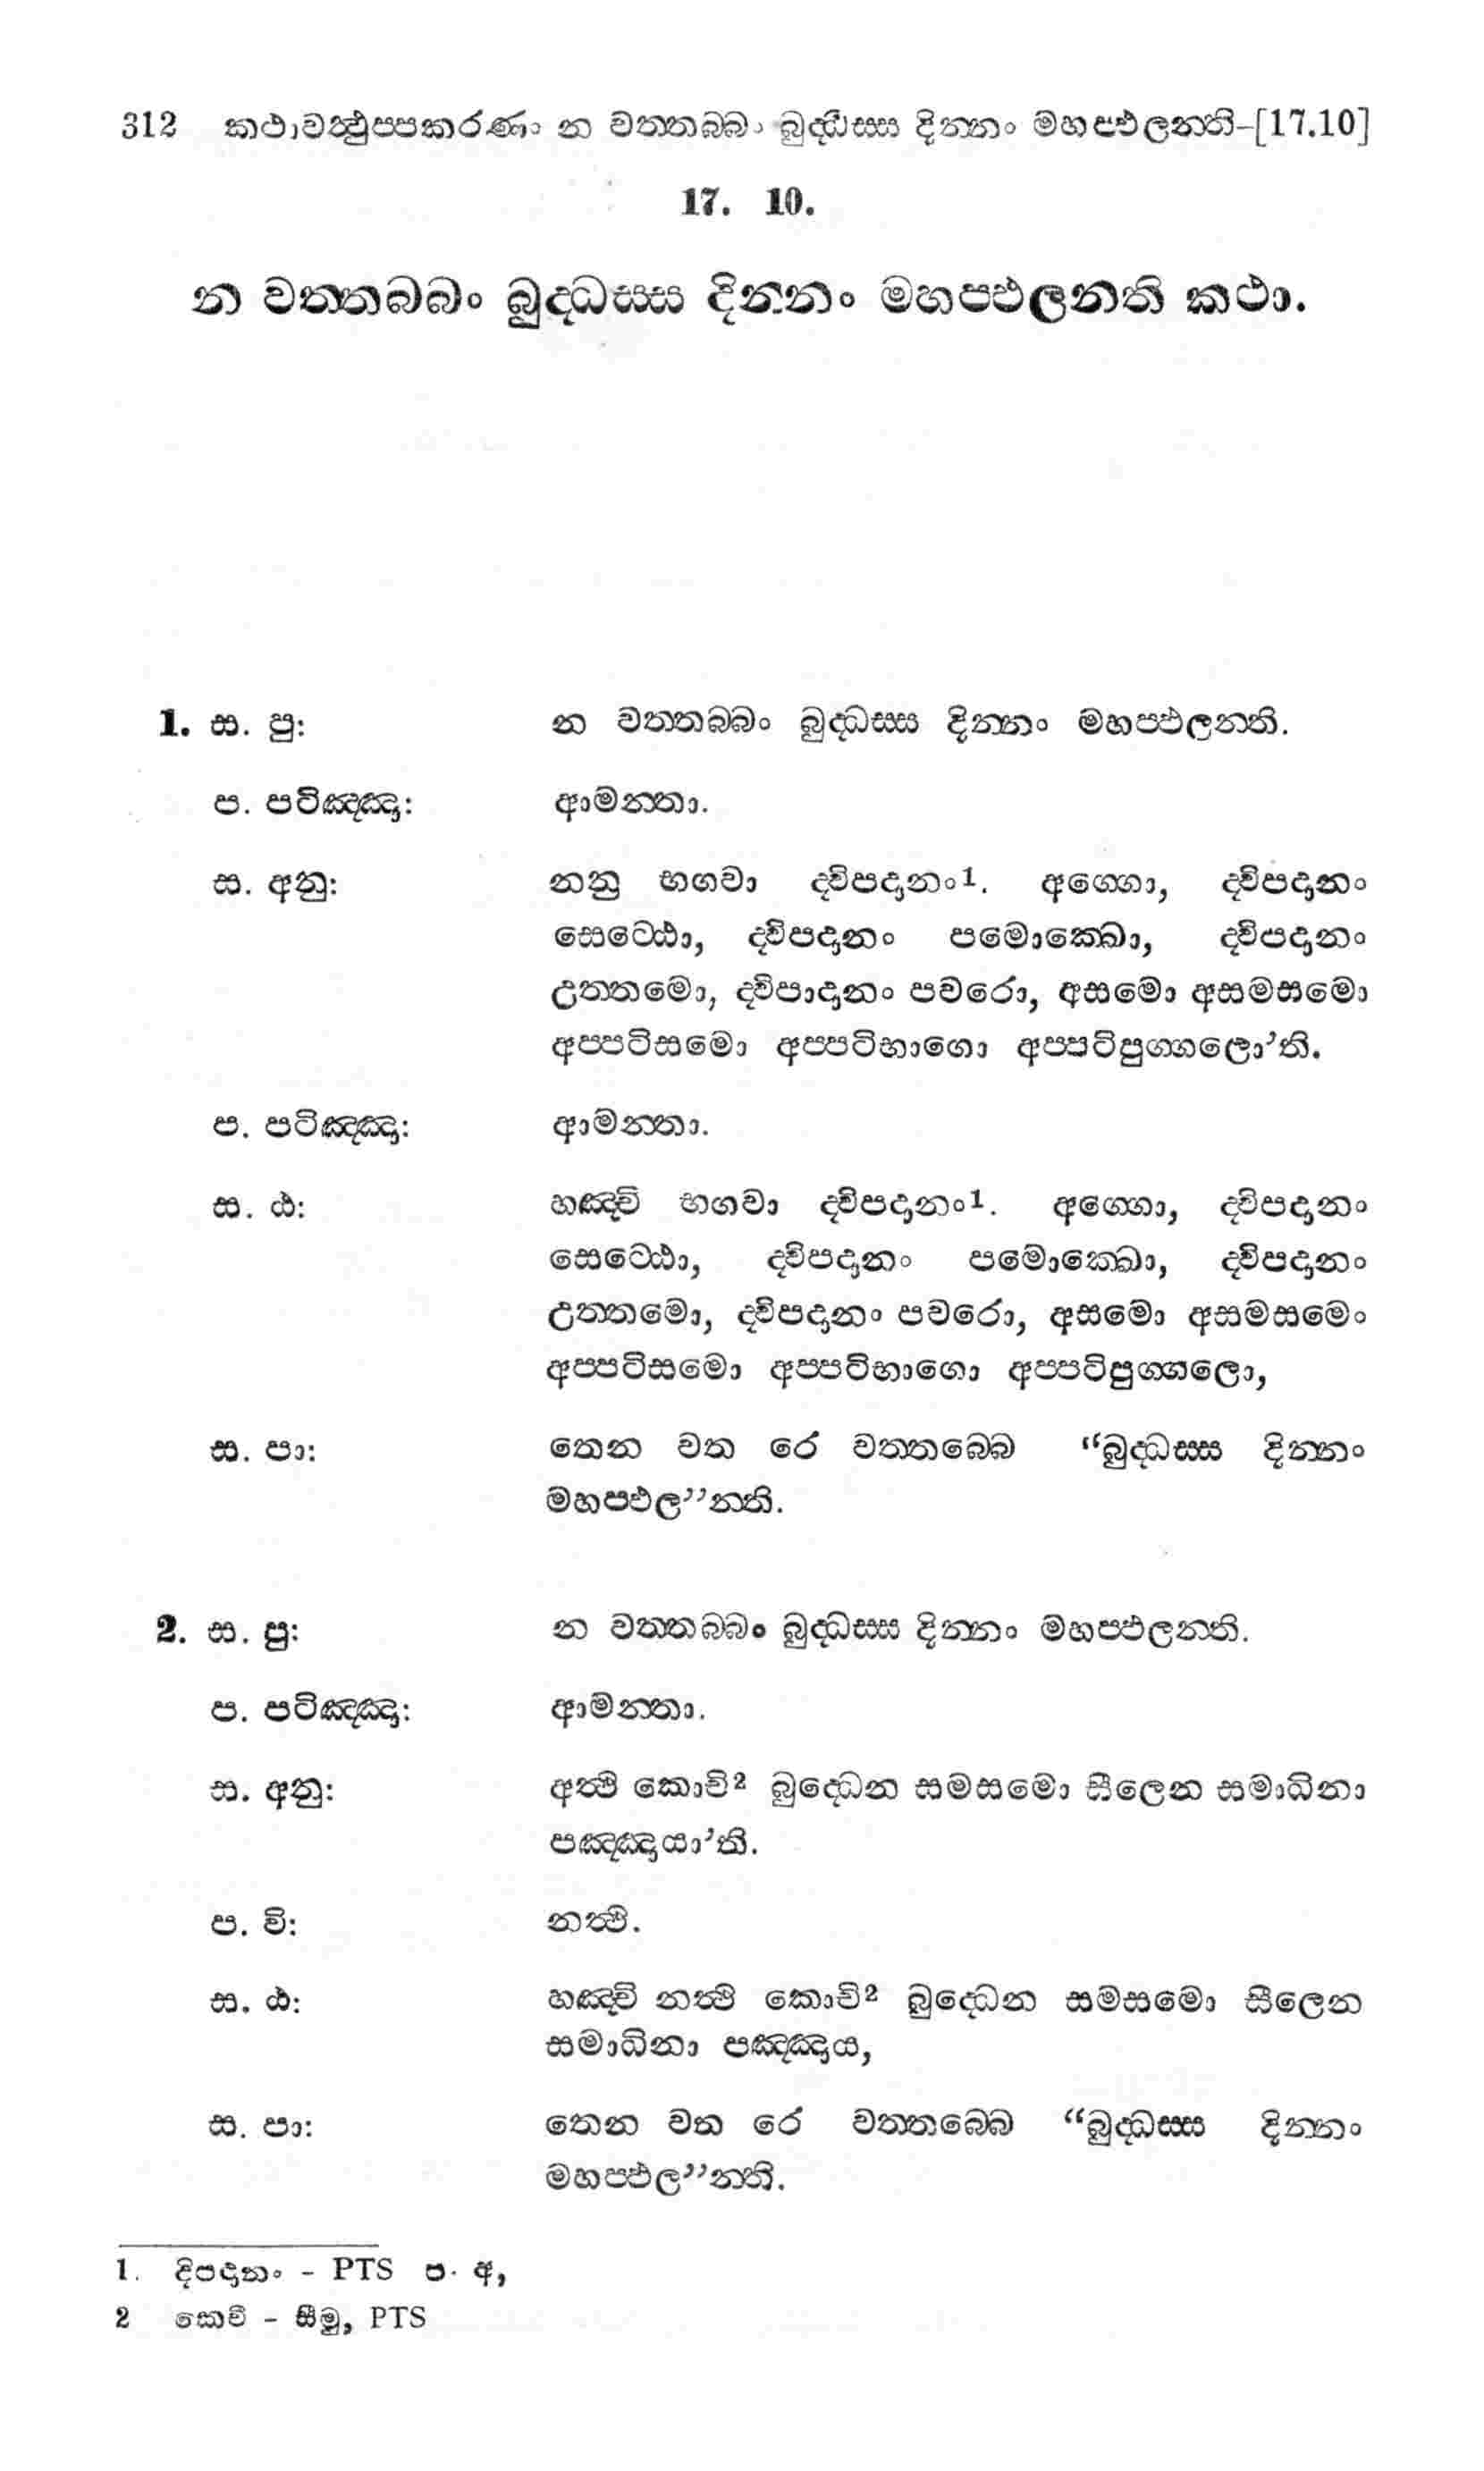 312 කථාවත්ථුප්පකරණං න වත්තබ්බං බුද්ධස්ස දින්නං මහප්ඵලන්ති-[17.10]
17. 10.
න වත්තබ්බං බුද්ධස්ස දින්නං මහප්ඵලන්ති කථා.
1. ස. පු: න වත්තබ්බං බුද්ධස්ස දින්නං මහප්ඵලන්ති.
ප. පටිඤ්ඤා: ආමන්තා.
ස. අනු: නනු භගවා ද්විපදානං1. අග්ගො, ද්විපදානං
සෙට්ඨො, ද්විපදානං පමොක්ඛො, ද්විපදානං
උත්තමො, ද්විපාදානං පවරො, අසමො අසමසමො
අප්පටිසමො අප්පටිභාගො අප්පටිපුග්ගලො'ති.
ප. පටිඤ්ඤා: ආමන්තා.
ස. ඨ: හඤ්චි භගවා ද්විපදානං1. අග්ගො, ද්විපදානං
සෙට්ඨො, ද්විපදානං පමොක්ඛො, ද්විපදානං
උත්තමො, ද්විපදානං පවරො, අසමො අසමසමෙං
අප්පටිසමො අප්පටිභාගො අප්පටිපුග්ගලො,
ස. පා: තෙන වත රේ වත්තබ්බෙ “බුද්ධස්ස දින්නං
මහප්ඵල”න්ති.
2. ස. පු: න වත්තබ්බං බුද්ධස්ස දින්නං මහප්ඵලන්ති.
ප. පටිඤ්ඤා: ආමන්තා.
ස. අනු: අත්ථි කොචි2 බුද්ධෙන සමසමො සීලෙන සමාධිනා
පඤ්ඤායා'ති.
ප. වි: නත්ථි.
ස. ඨ: හඤ්චි නත්ථි කොචි2 බුද්ධෙන සමසමො සීලෙන
සමාධිනා පඤ්ඤාය,
ස. පා: තෙන වත රේ වත්තබ්බෙ “බුද්ධස්ස දින්නං
මහප්ඵල”න්ති.
1. දිපදානං - PTS ප. අ,
2 කෙචි - සීමු, PTS